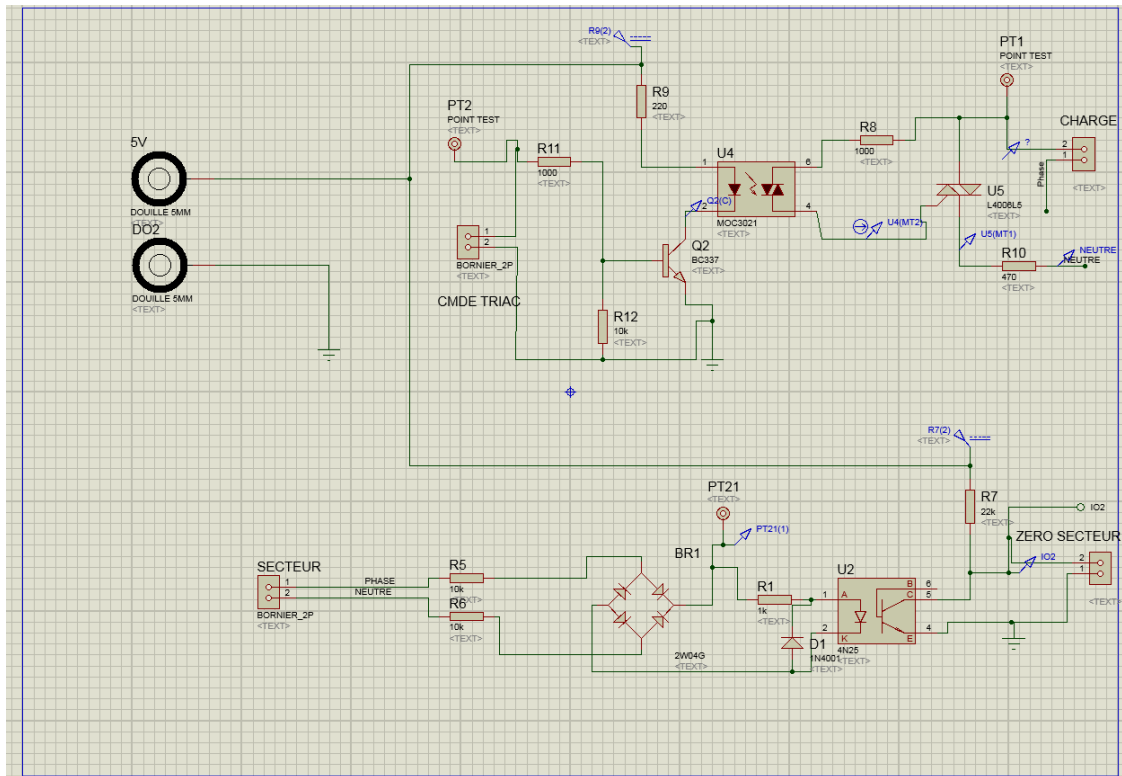 R9(2)
<TEXT>
PT1
POINT TEST
<TEXT>
R9
220
<TEXT>
PT2
POINT TEST
<TEXT>
CHARGE
2
1
<TEXT>
Phase
?
R8
1000
<TEXT>
5V
DOUILLE 5MM
<TEXT>
DO2
DOUILLE 5MM
<TEXT>
R11
1000
<TEXT>
U4
1
6
2
4
MOC3021
<TEXT>
Q2(C)
U5
L4006L5
<TEXT>
U4(MT2)
U5(MT1)
1
2
BORNIER_2P
<TEXT>
CMDE TRIAC
Q2
BC337
<TEXT>
R10
470
<TEXT>
NEUTRE
NEUTRE
R12
10k
<TEXT>
R7(2)
<TEXT>
PT21
<TEXT>
PT21(1)
R7
22k
<TEXT>
IO2
ZERO SECTEUR
2
1
<TEXT>
IO2
SECTEUR
1
2
BORNIER_2P
<TEXT>
PHASE
NEUTRE
R5
10k
<TEXT>
R6
10k
<TEXT>
BR1
2W04G
<TEXT>
R1
1k
<TEXT>
U2
A
B
C
K
E
1
2
6
5
4
4N25
<TEXT>
D1
1N4001
<TEXT>